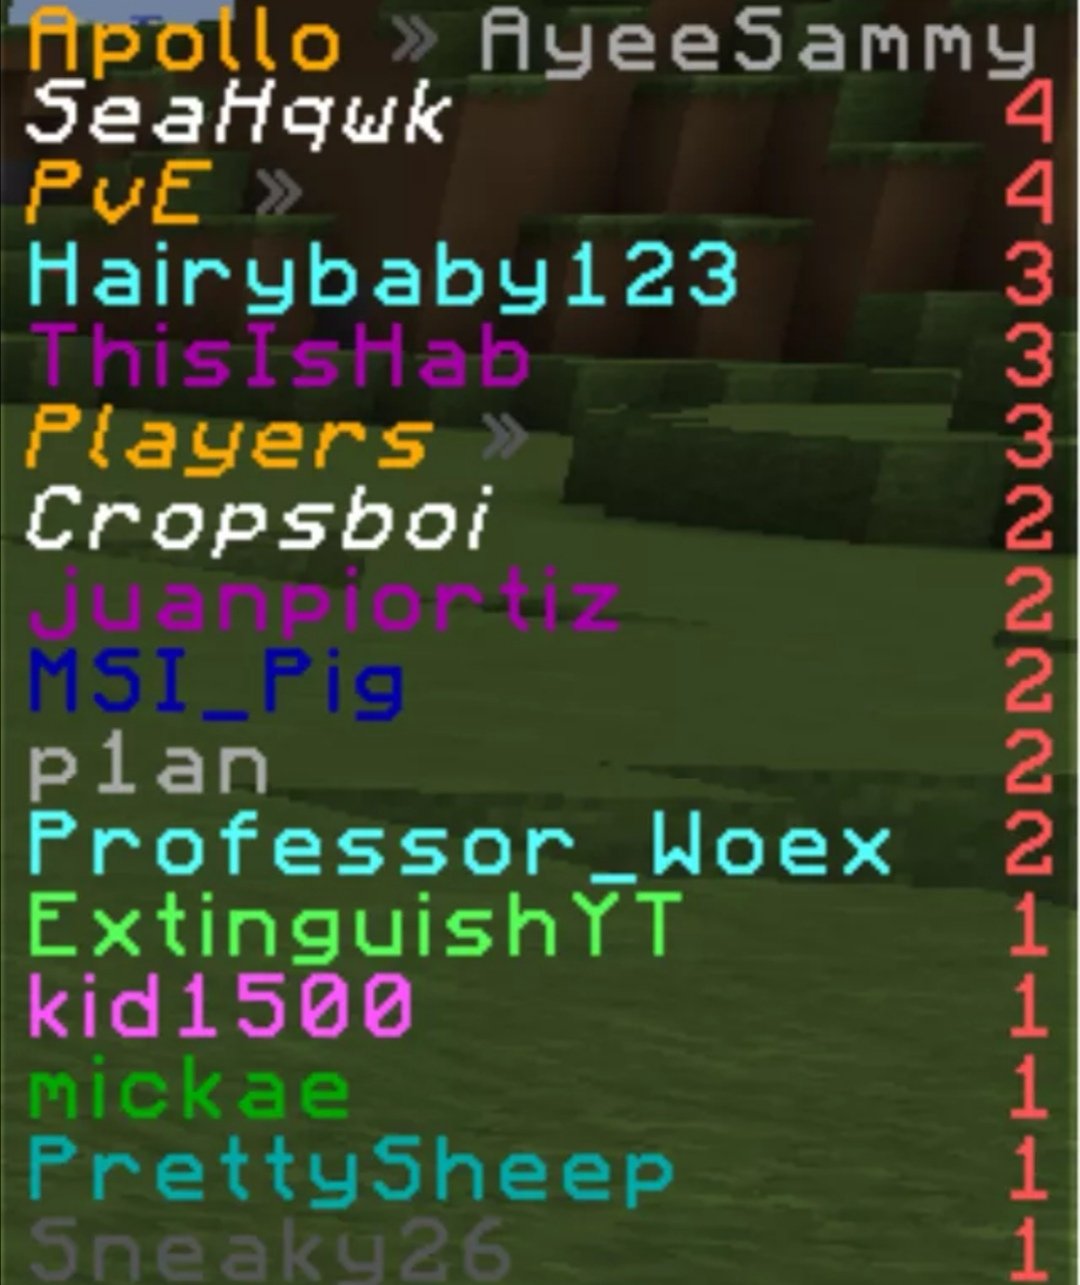 Apollo » AyeeSammy
SeaHqwk 4
PvE » 4
Hairybaby123 3
ThisIsHab 3
Players » 3
Cropsboi 2
juanpiortiz 2
MSI_Pig 2
p1an 2
Professor_Woex 2
ExtinguishYT 1
kid1500 1
mickae 1
PrettySheep 1
Sneaky26 1